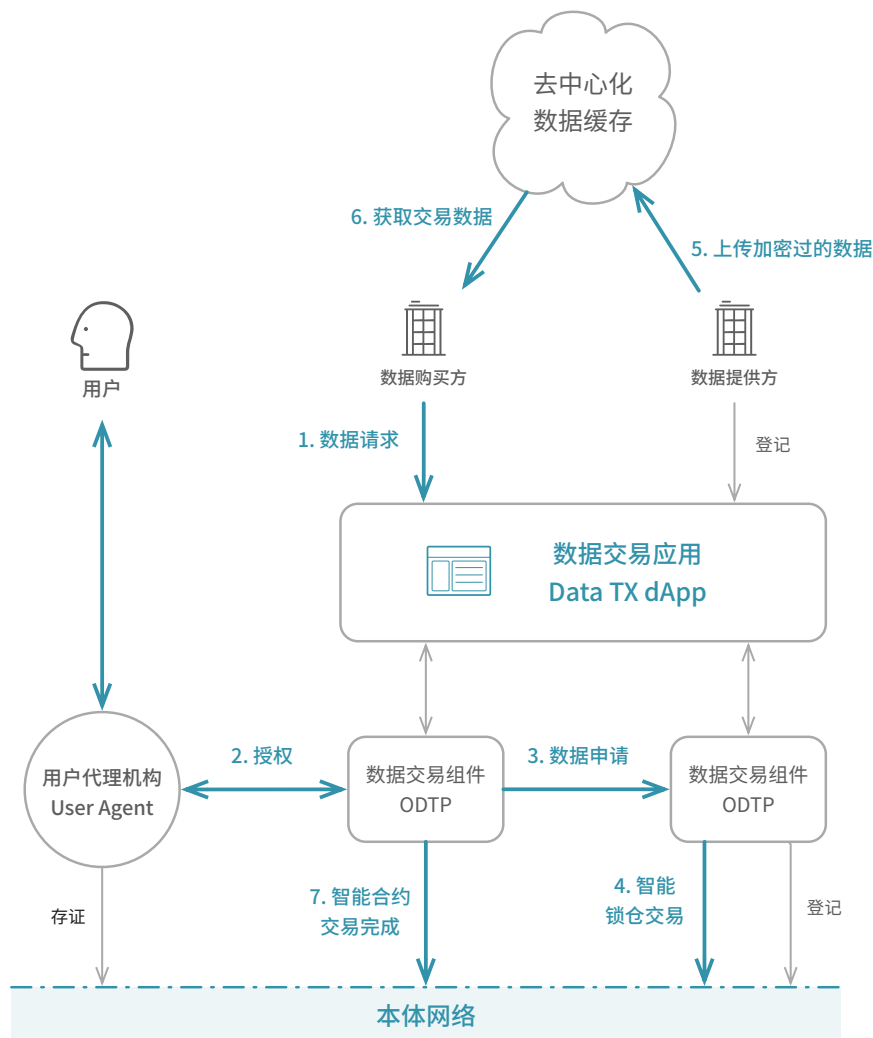 去中心化
数据缓存
6. 获取交易数据
5. 上传加密过的数据
用户
数据购买方
数据提供方
1. 数据请求
登记
数据交易应用
Data TX dApp
2. 授权
3. 数据申请
用户代理机构
User Agent
数据交易组件
ODTP
数据交易组件
ODTP
存证
7. 智能合约
交易完成
4. 智能
锁仓交易
登记
本体网络